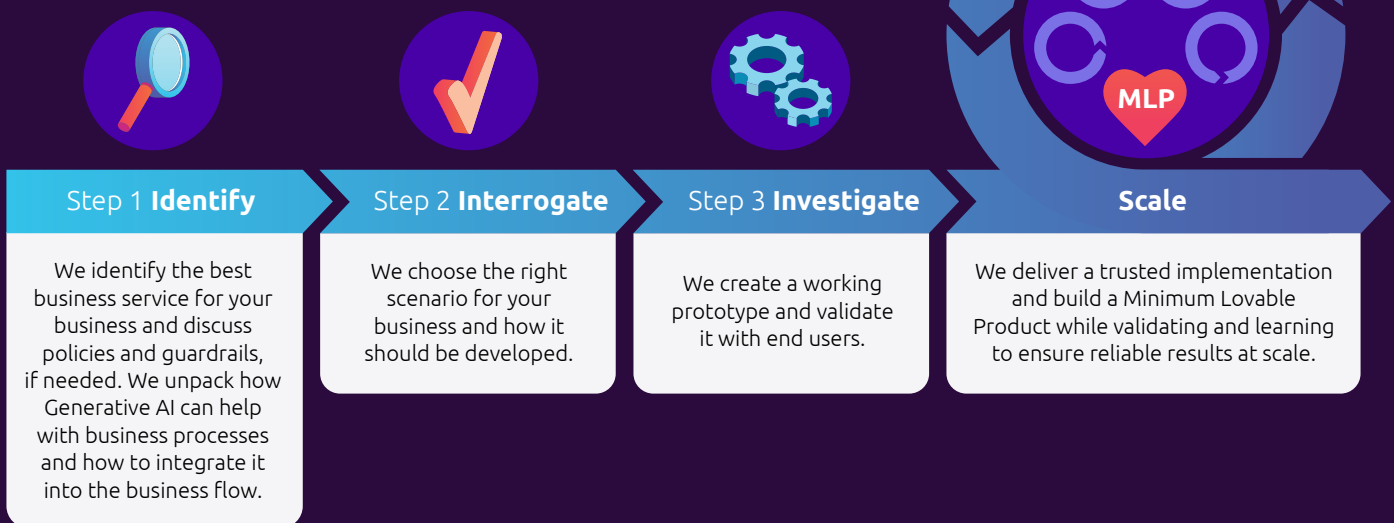 MLP
Step 1 Identify
We identify the best
business service for your
business and discuss
policies and guardrails,
if needed. We unpack how
Generative AI can help
with business processes
and how to integrate it
into the business flow.
Step 2 Interrogate
We choose the right
scenario for your
business and how it
should be developed.
Step 3 Investigate
We create a working
prototype and validate
it with end users.
Scale
We deliver a trusted implementation
and build a Minimum Lovable
Product while validating and learning
to ensure reliable results at scale.